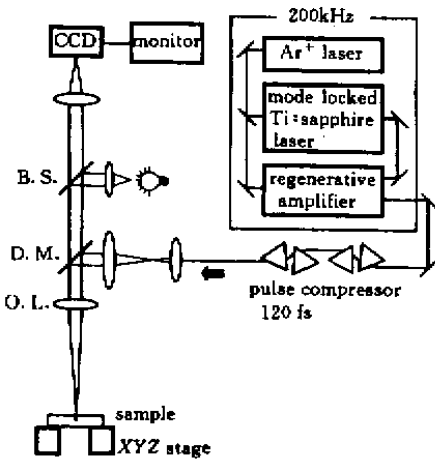 200kHz
CCD
monitor
Ar⁺ laser
mode locked
Ti:sapphire
laser
B. S.
regenerative
amplifier
D. M.
pulse compressor
120 fs
O. L.
sample
XYZ stage